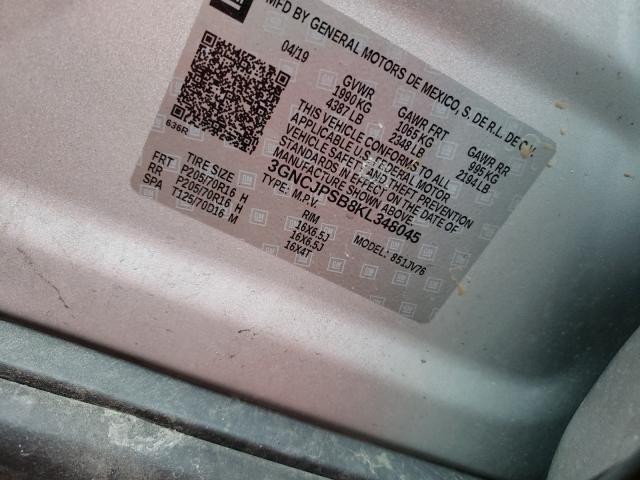 GM
MFD BY GENERAL MOTORS DE MEXICO, S. DE R.L. DE C.V.
04/19
GVWR GAWR FRT GAWR RR
1990 KG 1065 KG 995 KG
4387 LB 2348 LB 2194 LB
THIS VEHICLE CONFORMS TO ALL
APPLICABLE U.S. FEDERAL MOTOR
VEHICLE SAFETY AND THEFT PREVENTION
STANDARDS IN EFFECT ON THE DATE OF
MANUFACTURE SHOWN ABOVE.
3GNCJPSB8KL345045
TYPE: M.P.V. MODEL: 851JV76
636R
TIRE SIZE RIM
FRT P205/70R16 H 16X6.5J
RR T205/70R16 H 16X6.5J
SPA T125/70D16 M 16X4T